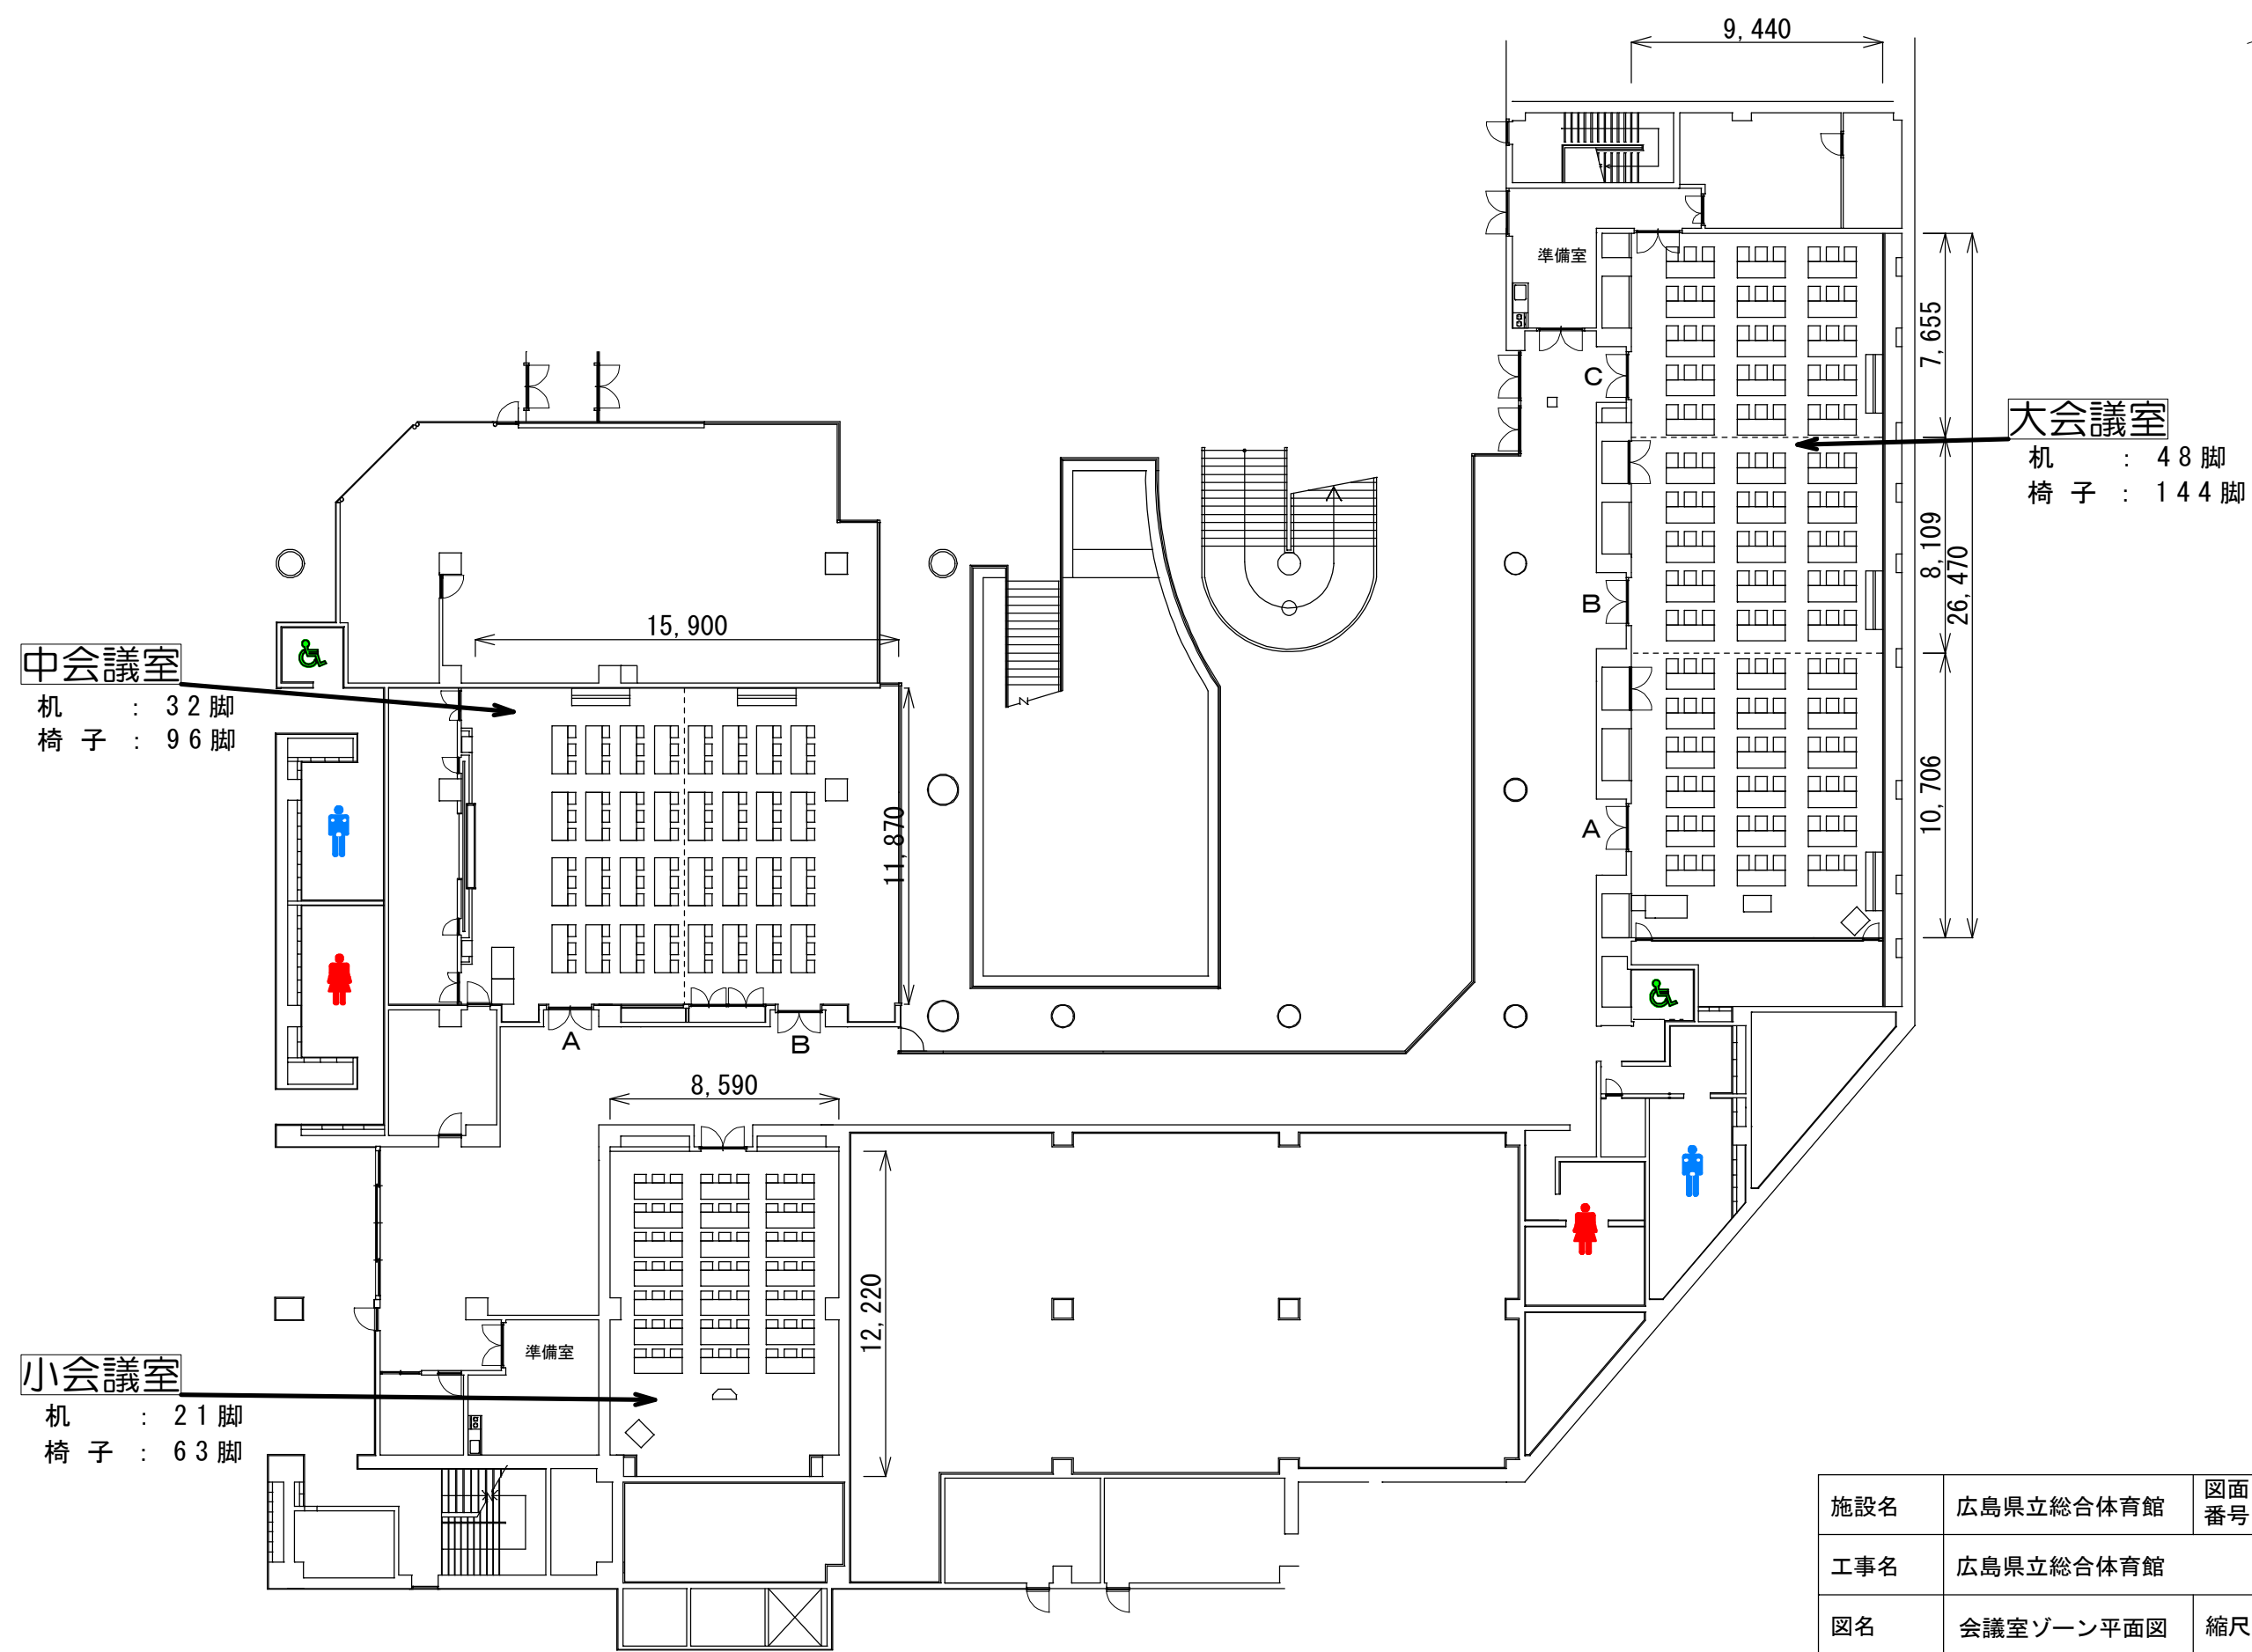 9,440
準備室
7,655
C
大会議室
机 : 48脚
椅子 : 144脚
8,109
26,470
B
15,900
中会議室
机 : 32脚
椅子 : 96脚
11,870
10,706
A
A
B
8,590
12,220
準備室
小会議室
机 : 21脚
椅子 : 63脚
施設名 広島県立総合体育館 図面番号
工事名 広島県立総合体育館
図名 会議室ゾーン平面図 縮尺